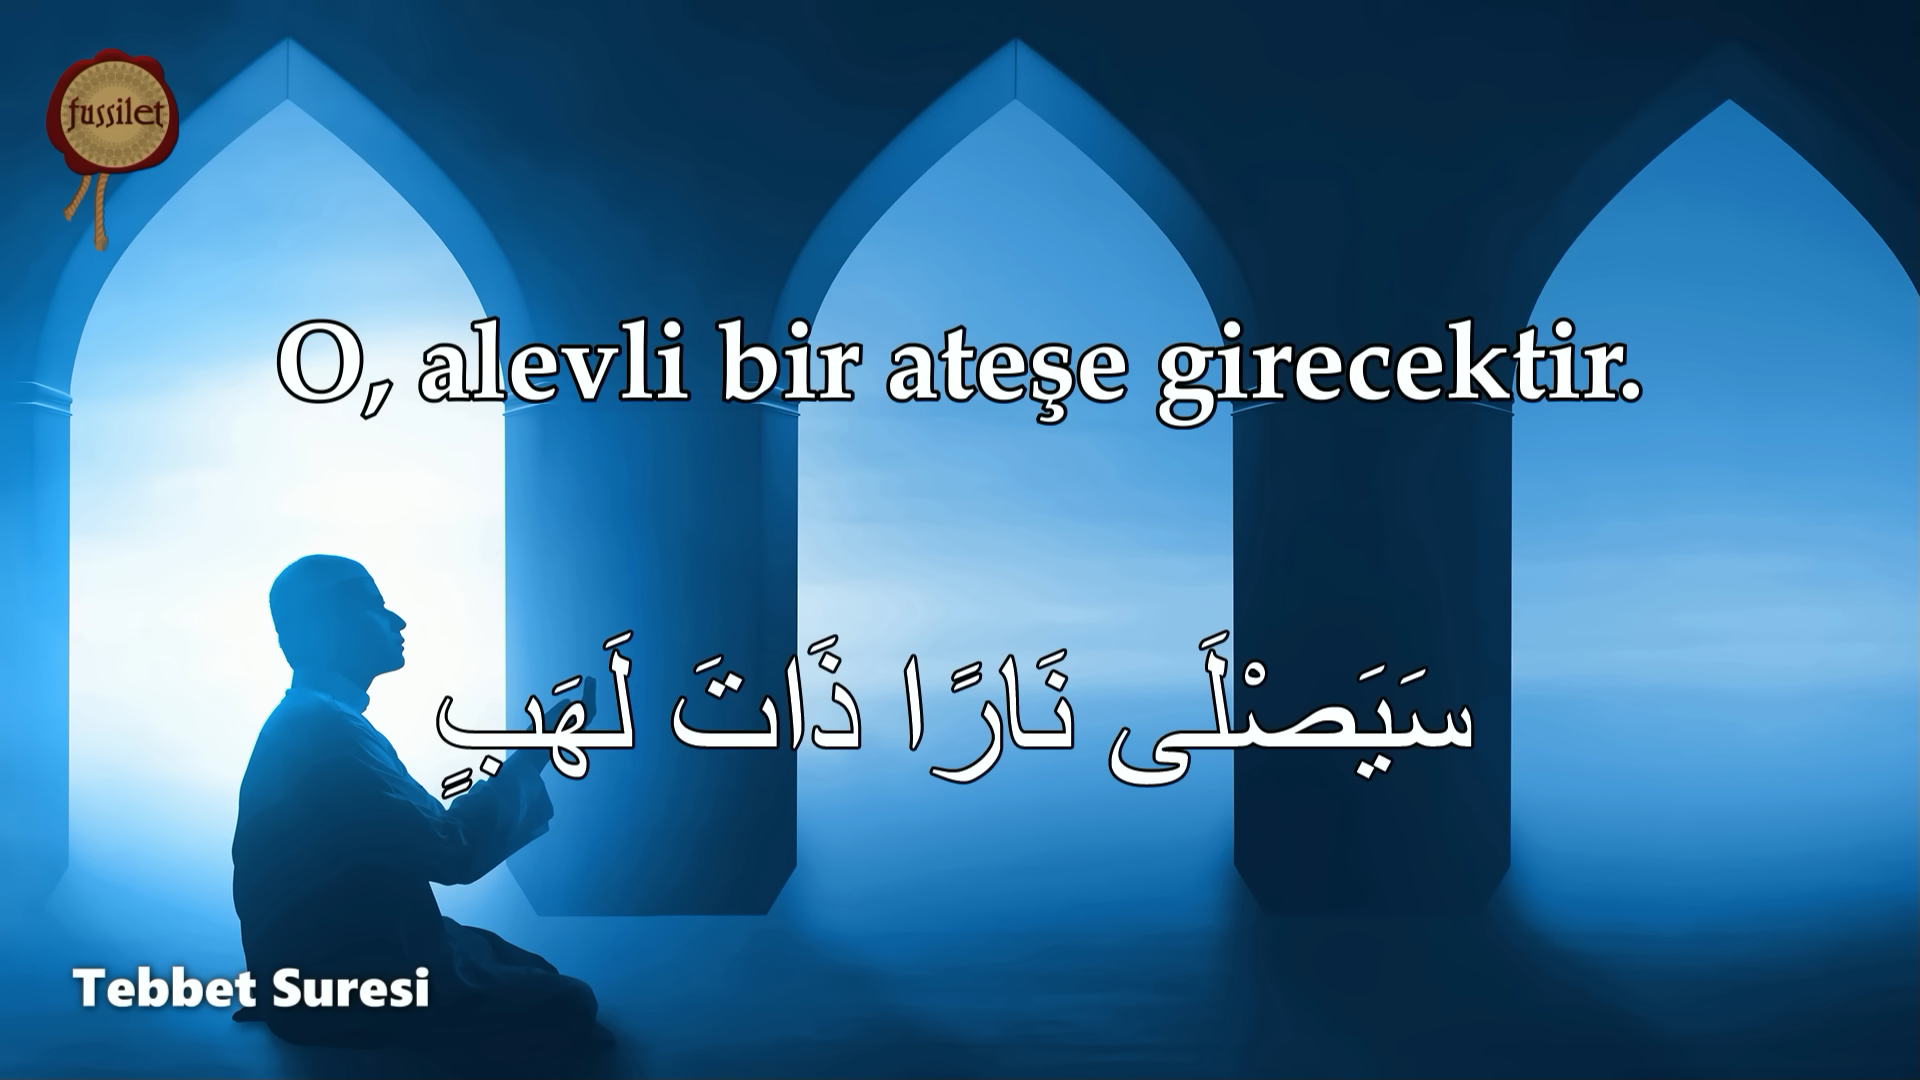 fussilet
O, alevli bir ateşe girecektir.
سَيَصْلَى نَارًا ذَاتَ لَهَبٍ
Tebbet Suresi